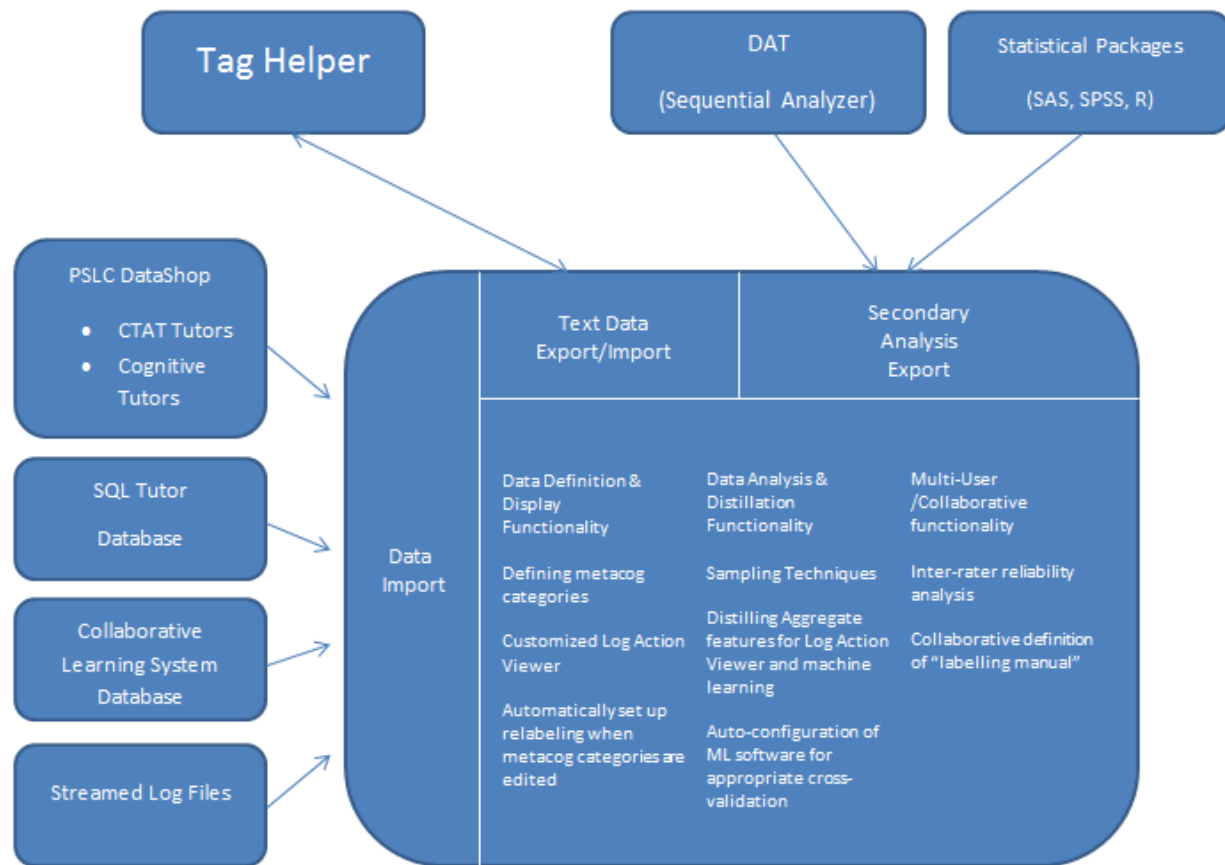 Tag Helper
DAT
(Sequential Analyzer)
Statistical Packages
(SAS, SPSS, R)
PSLC DataShop
• CTAT Tutors
• Cognitive
Tutors
SQL Tutor
Database
Collaborative
Learning System
Database
Streamed Log Files
Data
Import
Text Data
Export/Import
Secondary
Analysis
Export
Data Definition &
Display
Functionality
Defining metacog
categories
Customized Log Action
Viewer
Automatically set up
relabeling when
metacog categories are
edited
Data Analysis &
Distillation
Functionality
Sampling Techniques
Distilling Aggregate
features for Log Action
Viewer and machine
learning
Auto-configuration of
ML software for
appropriate cross-
validation
Multi-User
/Collaborative
functionality
Inter-rater reliability
analysis
Collaborative definition
of “labelling manual”